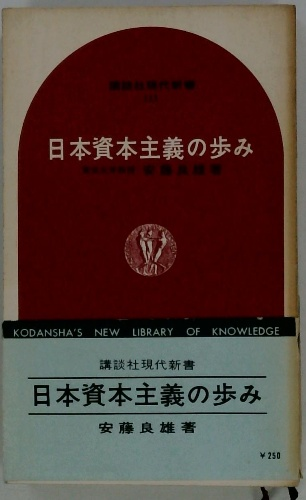 講談社現代新書
日本資本主義の歩み
安藤良雄著
KODANSHA'S NEW LIBRARY OF KNOWLEDGE
講談社現代新書
日本資本主義の歩み
安藤良雄著
¥250